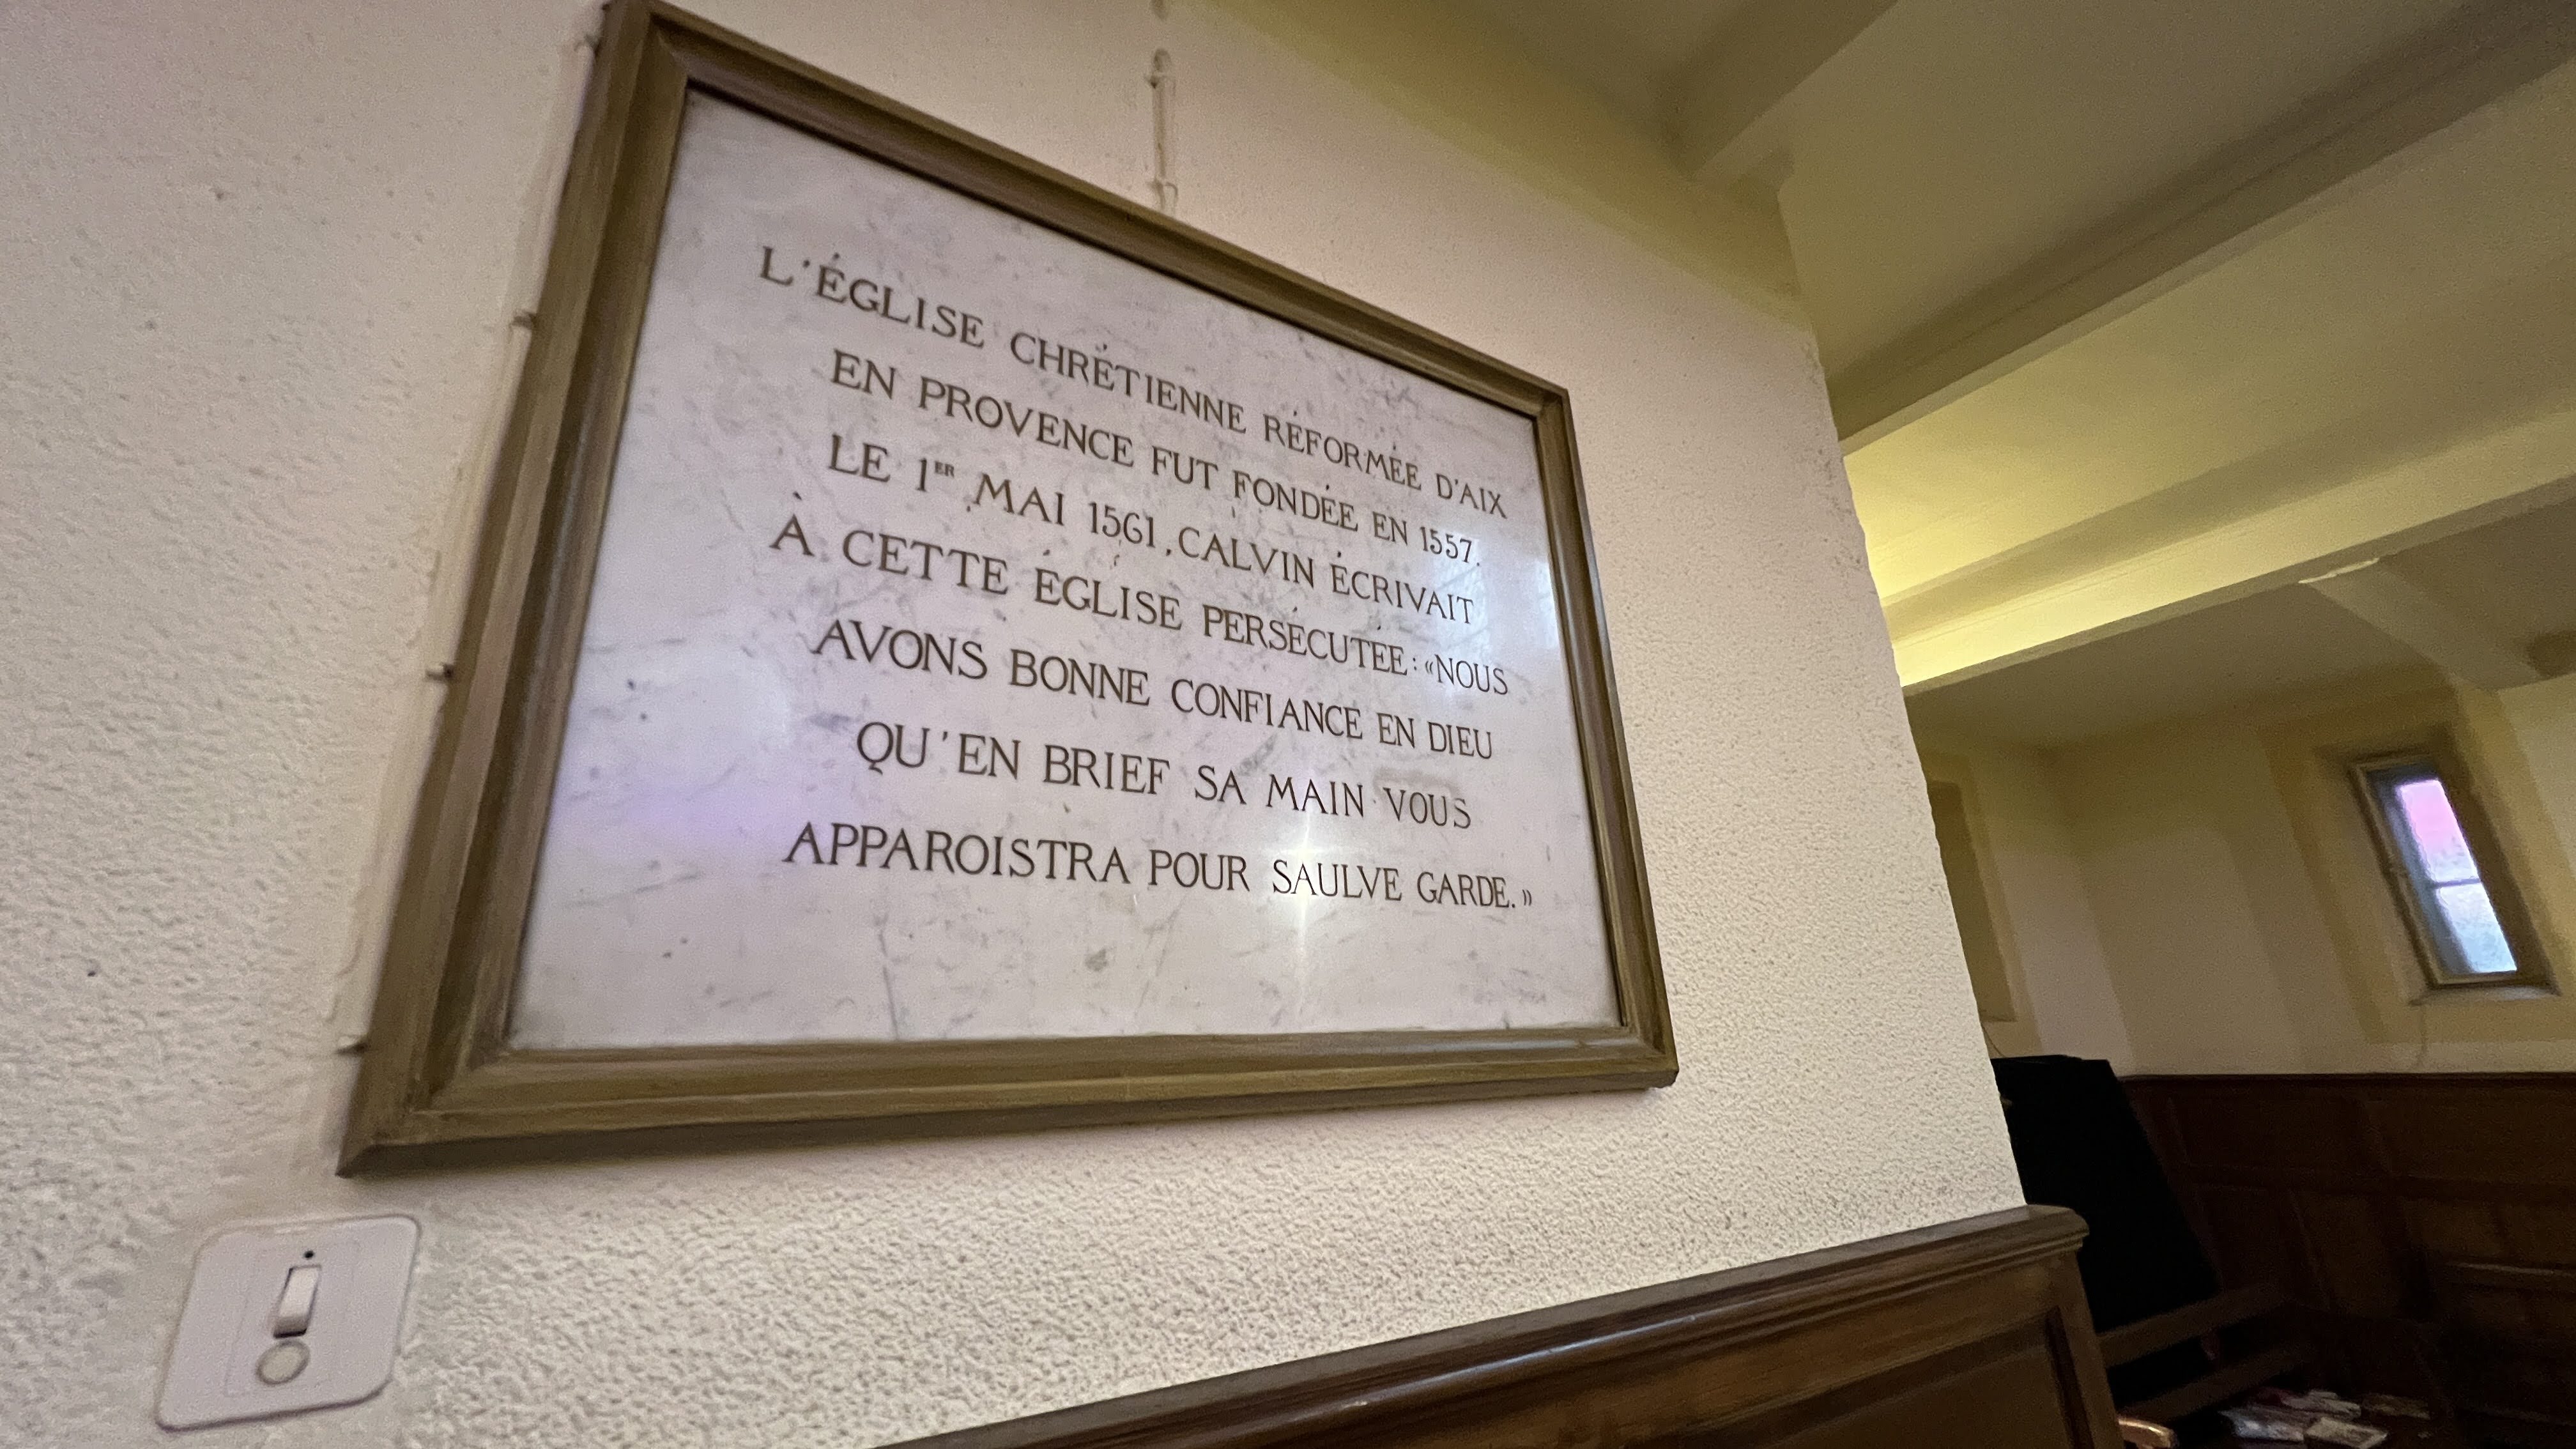 L'ÉGLISE CHRÉTIENNE RÉFORMÉE D'AIX
EN PROVENCE FUT FONDÉE EN 1557.
LE 1ER MAI 1561, CALVIN ÉCRIVAIT
À CETTE ÉGLISE PERSÉCUTÉE : «NOUS
AVONS BONNE CONFIANCE EN DIEU
QU'EN BRIEF SA MAIN VOUS
APPAROISTRA POUR SAULVE GARDE.»